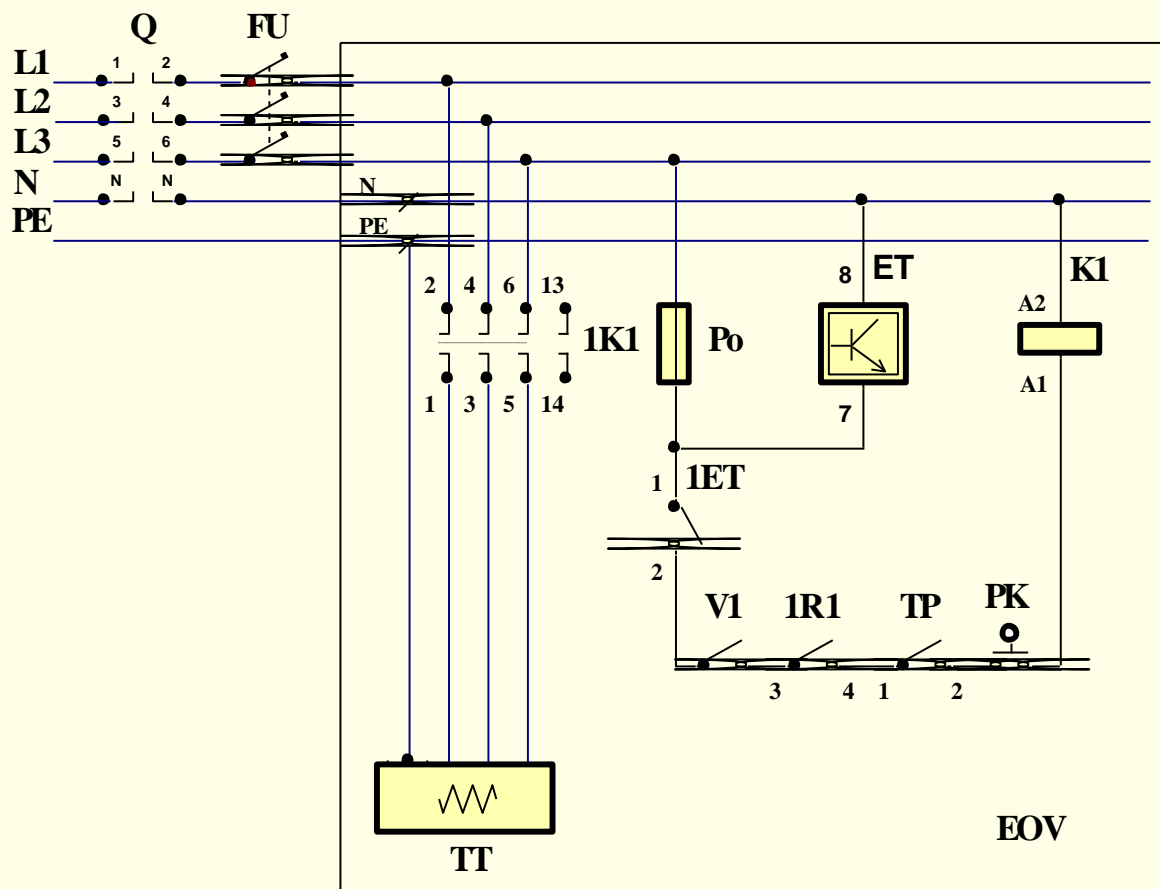 Q FU
L1 1 2
L2 3 4
L3 5 6
N N N N
PE PE
2 4 6 13 8 ET K1
A2
1K1 Po
A1
1 3 5 14 7
1 1ET
2
V1 1R1 TP PK
3 4 1 2
EOV
TT